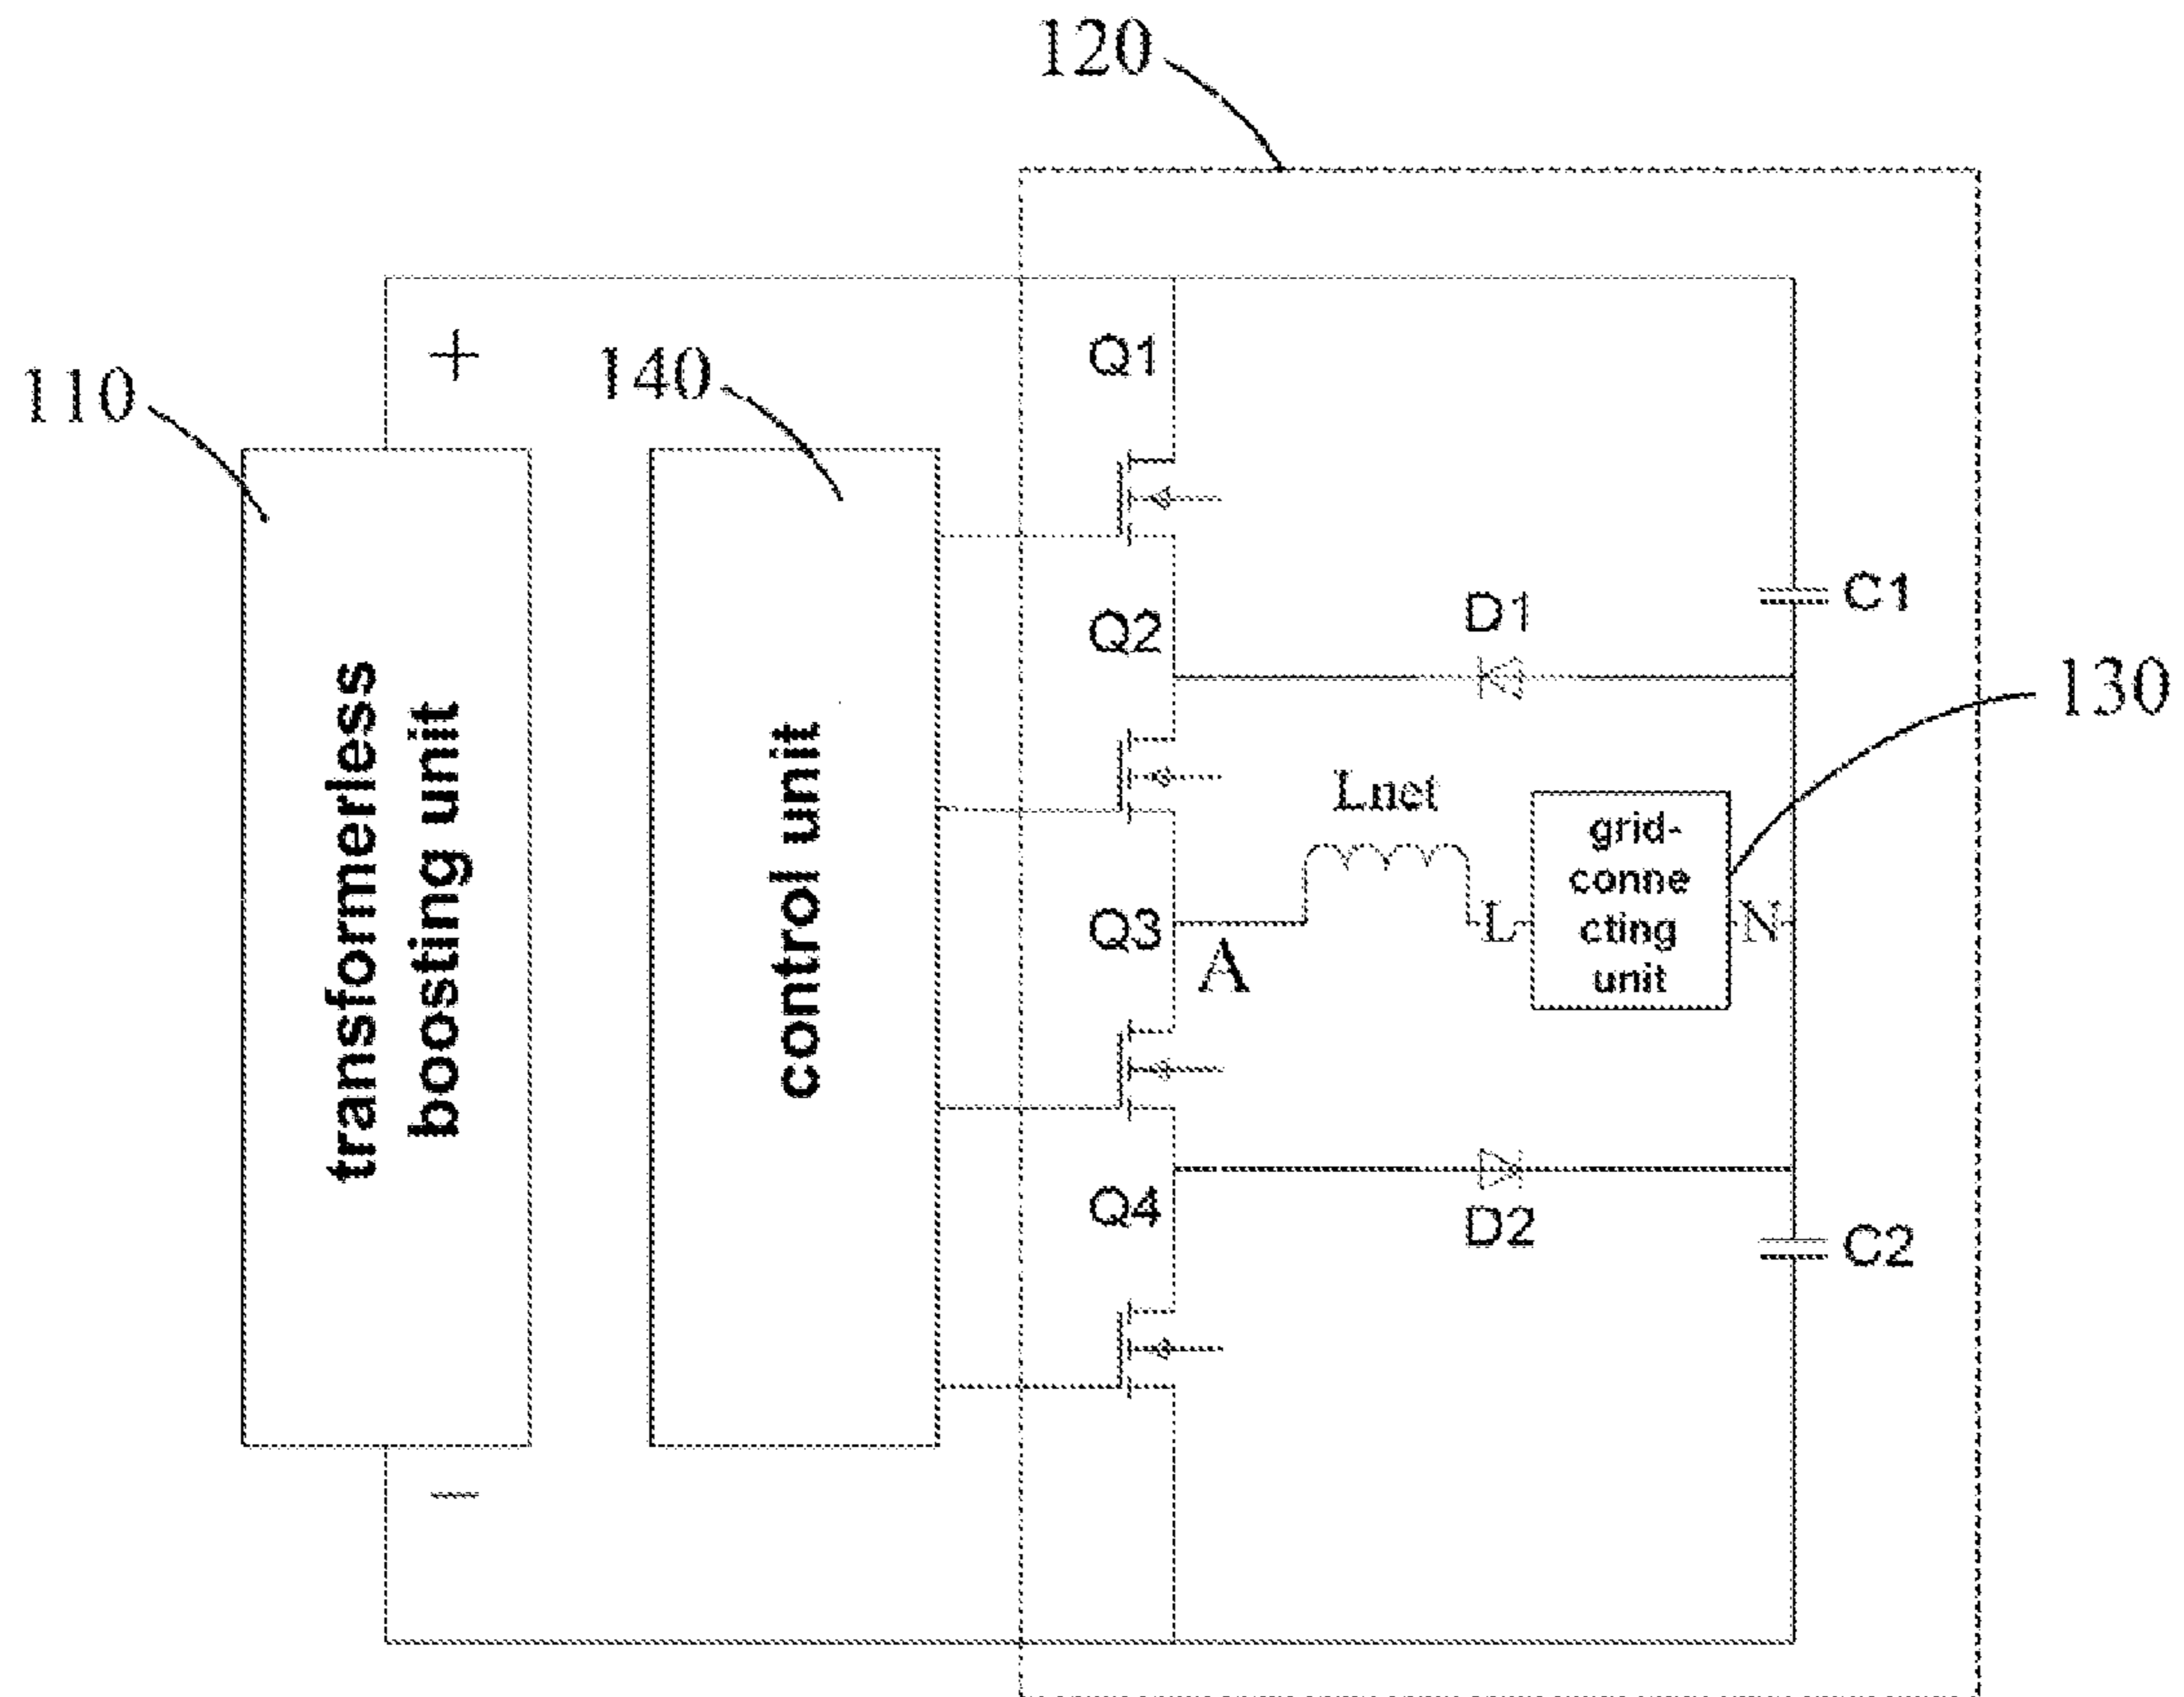 120
+
Q1
110
140
C1
D1
Q2
130
transformerless
boosting unit
control unit
Lnet
grid-
conne
cting
unit
L
N
Q3
A
Q4
D2
C2
−